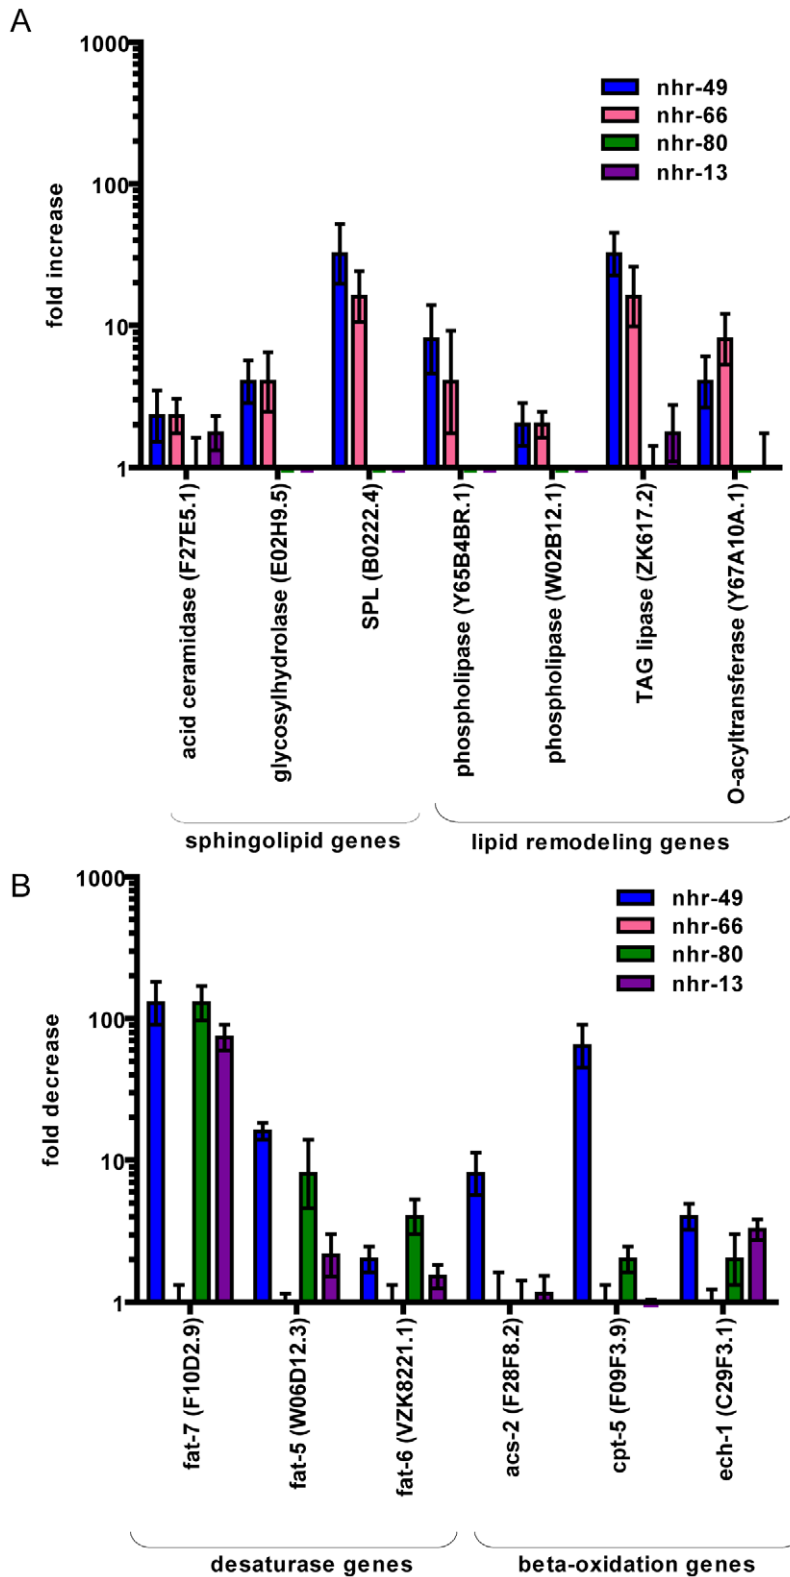 A
1000
100
10
1
fold increase
nhr-49
nhr-66
nhr-80
nhr-13
acid ceramidase (F27E5.1)
glycosylhydrolase (E02H9.5)
SPL (B0222.4)
phospholipase (Y65B4BR.1)
phospholipase (W02B12.1)
TAG lipase (ZK617.2)
O-acyltransferase (Y67A10A.1)
sphingolipid genes
lipid remodeling genes
B
1000
100
10
1
fold decrease
nhr-49
nhr-66
nhr-80
nhr-13
fat-7 (F10D2.9)
fat-5 (W06D12.3)
fat-6 (VZK8221.1)
acs-2 (F28F8.2)
cpt-5 (F09F3.9)
ech-1 (C29F3.1)
desaturase genes
beta-oxidation genes